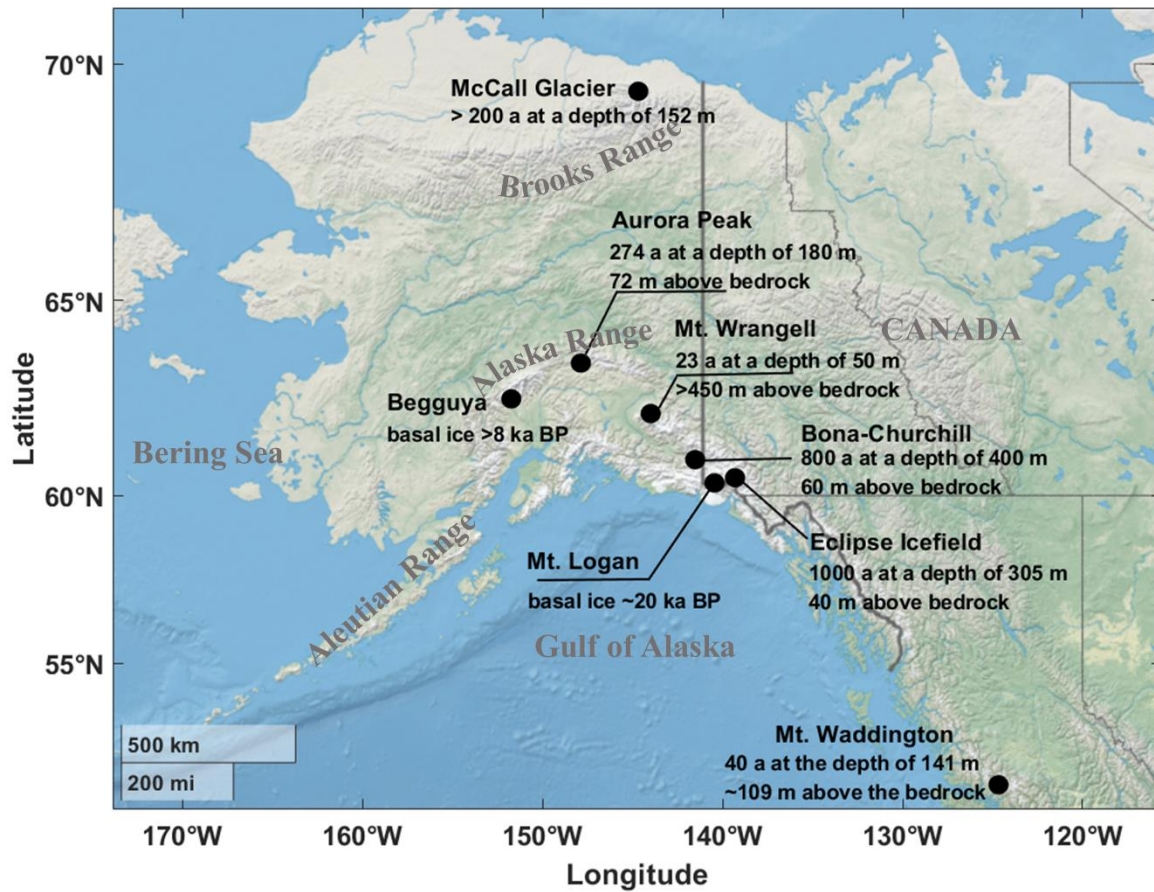 70°N
65°N
60°N
55°N
Latitude
McCall Glacier
> 200 a at a depth of 152 m
Brooks Range
Aurora Peak
274 a at a depth of 180 m
72 m above bedrock
Alaska Range
Mt. Wrangell
23 a at a depth of 50 m
>450 m above bedrock
CANADA
Begguya
basal ice >8 ka BP
Bering Sea
Bona-Churchill
800 a at a depth of 400 m
60 m above bedrock
Eclipse Icefield
1000 a at a depth of 305 m
40 m above bedrock
Mt. Logan
basal ice ~20 ka BP
Aleutian Range
Gulf of Alaska
Mt. Waddington
40 a at the depth of 141 m
~109 m above the bedrock
500 km
200 mi
170°W 160°W 150°W 140°W 130°W 120°W
Longitude